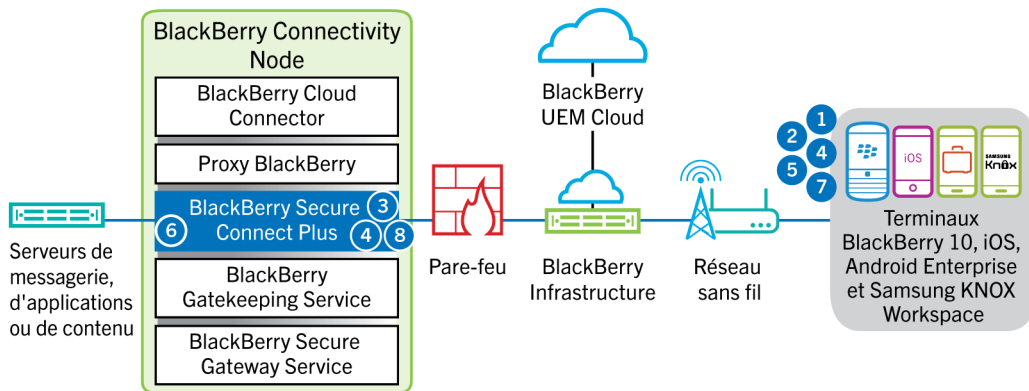 BlackBerry Connectivity
Node
BlackBerry Cloud
Connector
Proxy BlackBerry
BlackBerry Secure
Connect Plus
3
6
4
8
BlackBerry
Gatekeeping Service
BlackBerry Secure
Gateway Service
Serveurs de
messagerie,
d'applications
ou de contenu
Pare-feu
BlackBerry
UEM Cloud
BlackBerry
Infrastructure
Réseau
sans fil
1
2
4
5
7
iOS
SAMSUNG
Knox
Terminaux
BlackBerry 10, iOS,
Android Enterprise
et Samsung KNOX
Workspace